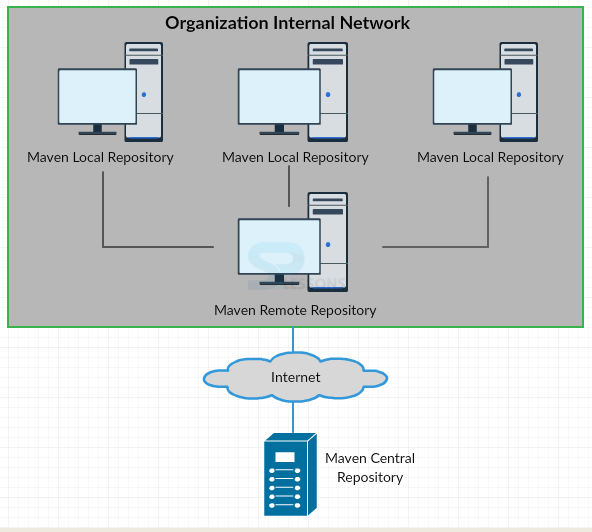 Organization Internal Network
Maven Local Repository
Maven Local Repository
Maven Local Repository
Maven Remote Repository
Internet
Maven Central
Repository